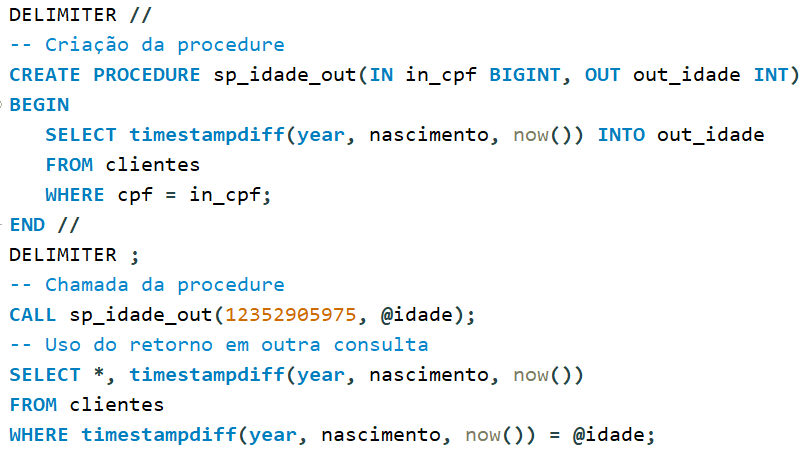 DELIMITER //
-- Criação da procedure
CREATE PROCEDURE sp_idade_out(IN in_cpf BIGINT, OUT out_idade INT)
BEGIN
SELECT timestampdiff(year, nascimento, now()) INTO out_idade
FROM clientes
WHERE cpf = in_cpf;
END //
DELIMITER ;
-- Chamada da procedure
CALL sp_idade_out(12352905975, @idade);
-- Uso do retorno em outra consulta
SELECT *, timestampdiff(year, nascimento, now())
FROM clientes
WHERE timestampdiff(year, nascimento, now()) = @idade;